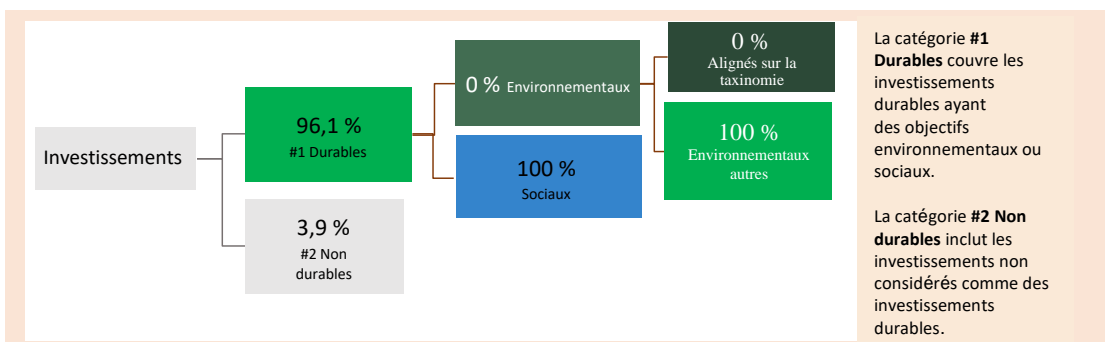 Investissements
96,1 %
#1 Durables
3,9 %
#2 Non
durables
0 % Environnementaux
100 %
Sociaux
0 %
Alignés sur la
taxinomie
100 %
Environnementaux
autres
La catégorie #1
Durables couvre les
investissements
durables ayant
des objectifs
environnementaux ou
sociaux.
La catégorie #2 Non
durables inclut les
investissements non
considérés comme des
investissements
durables.